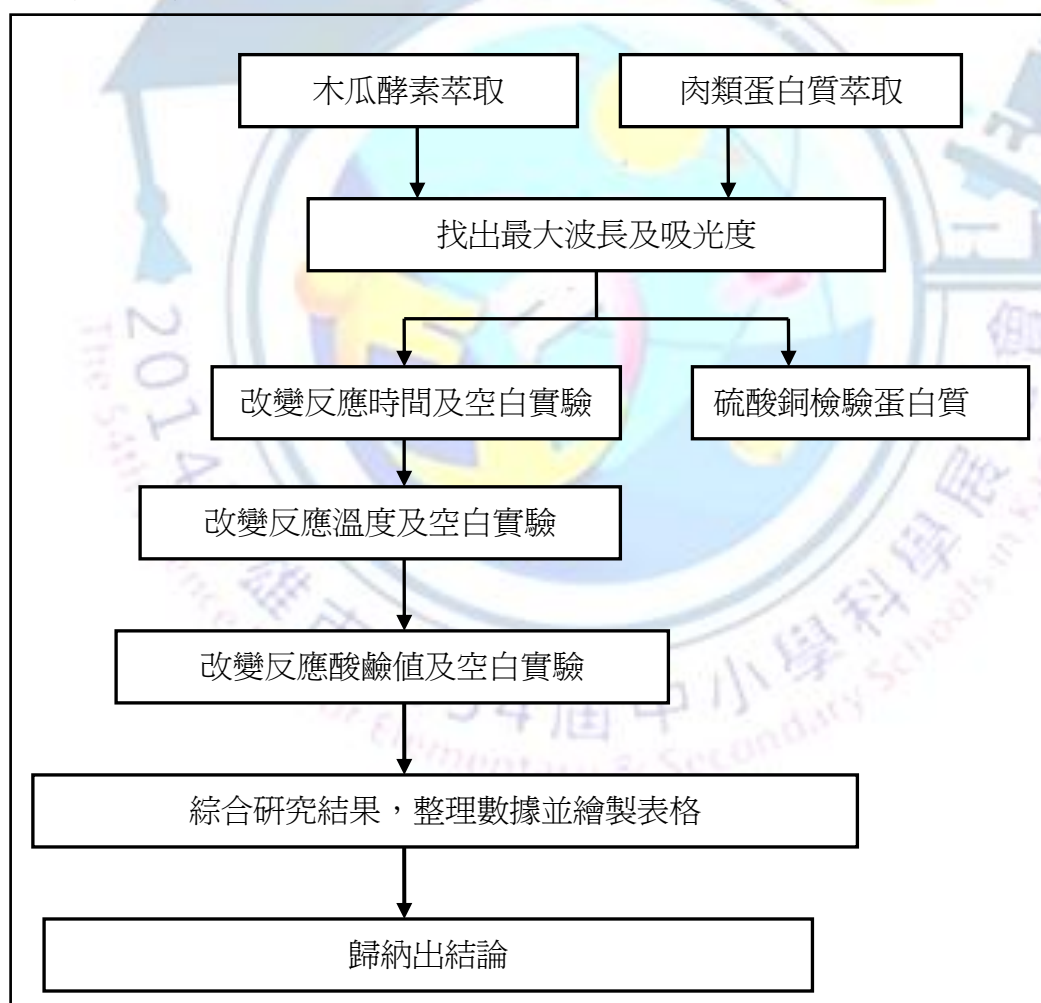 木瓜酵素萃取
肉類蛋白質萃取
找出最大波長及吸光度
改變反應時間及空白實驗
硫酸銅檢驗蛋白質
改變反應溫度及空白實驗
改變反應酸鹼值及空白實驗
綜合研究結果，整理數據並繪製表格
歸納出結論